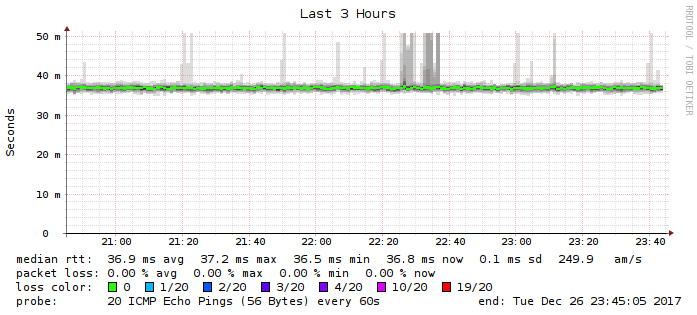 Last 3 Hours
RRDTOOL / TOBI OETIKER
Seconds
50 m
40 m
30 m
20 m
10 m
0
21:00 21:20 21:40 22:00 22:20 22:40 23:00 23:20 23:40
median rtt: 36.9 ms avg 37.2 ms max 36.5 ms min 36.8 ms now 0.1 ms sd 249.9 am/s
packet loss: 0.00 % avg 0.00 % max 0.00 % min 0.00 % now
loss color: 0 1/20 2/20 3/20 4/20 10/20 19/20
probe: 20 ICMP Echo Pings (56 Bytes) every 60s end: Tue Dec 26 23:45:05 2017